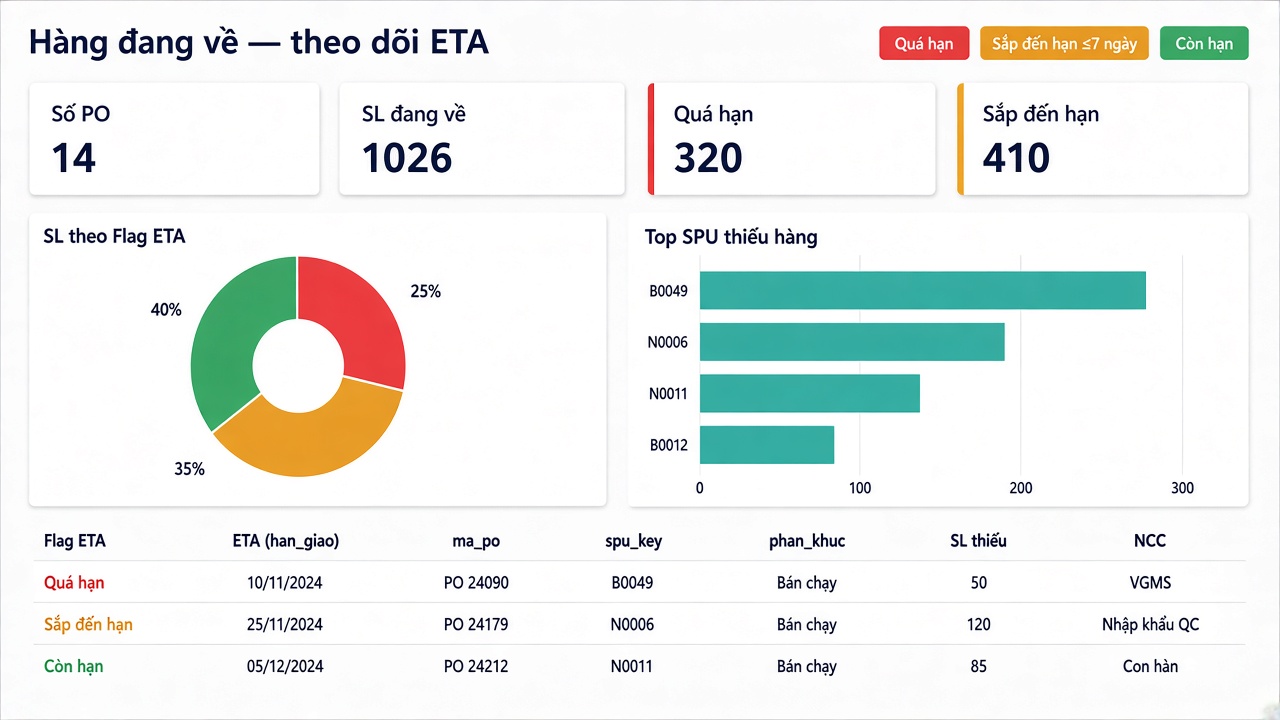 Hàng đang về — theo dõi ETA
Quá hạn
Sắp đến hạn ≤7 ngày
Còn hạn
Số PO
14
SL đang về
1026
Quá hạn
320
Sắp đến hạn
410
SL theo Flag ETA
40%
25%
35%
Top SPU thiếu hàng
B0049
N0006
N0011
B0012
0 100 200 300
Flag ETA ETA (han_giao) ma_po spu_key phan_khuc SL thiếu NCC
Quá hạn 10/11/2024 PO 24090 B0049 Bán chạy 50 VGMS
Sắp đến hạn 25/11/2024 PO 24179 N0006 Bán chạy 120 Nhập khẩu QC
Còn hạn 05/12/2024 PO 24212 N0011 Bán chạy 85 Con hàn